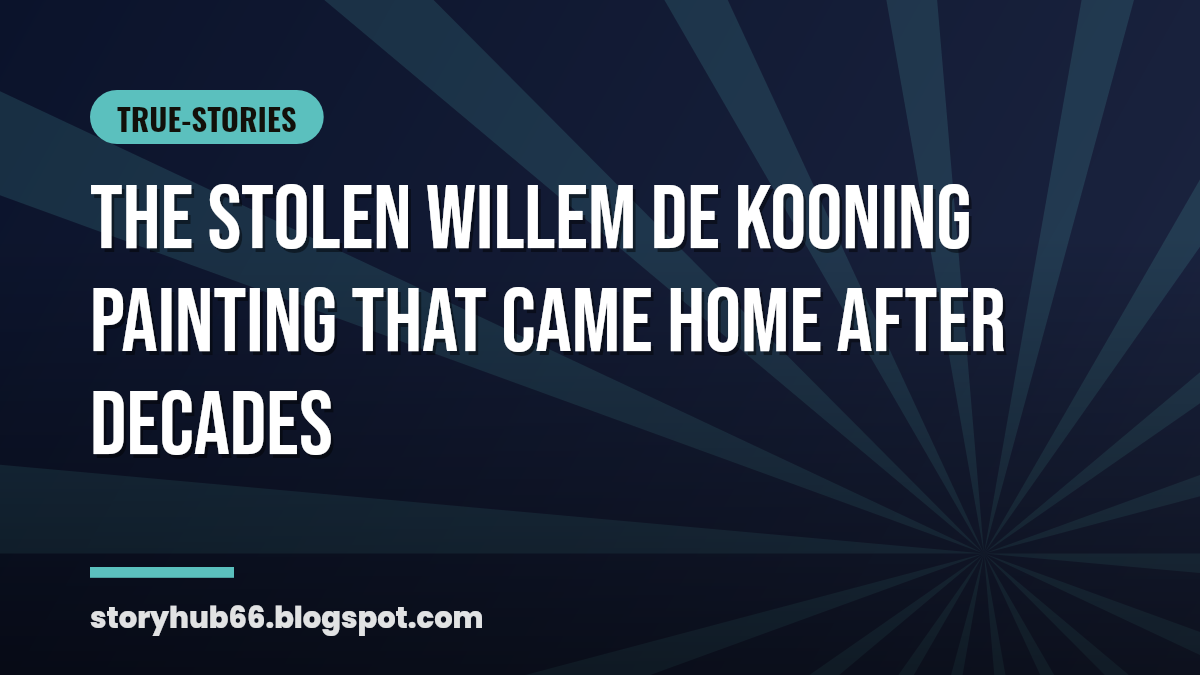 TRUE-STORIES
THE STOLEN WILLEM DE KOONING
PAINTING THAT CAME HOME AFTER
DECADES
storyhub66.blogspot.com